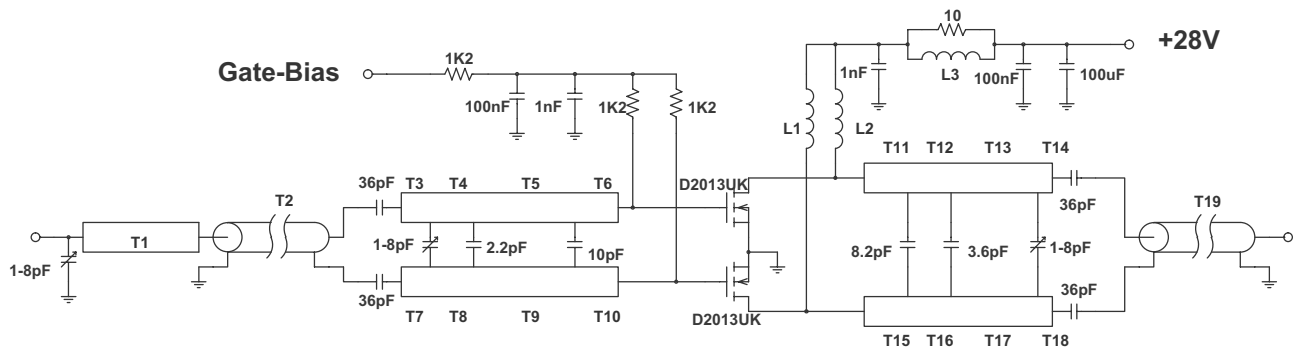 10
+28V
1K2
Gate-Bias
1nF
L3
100nF
100uF
100nF
1nF
1K2
1K2
L1
L2
T11
T12
T13
T14
36pF
T3
T4
T5
T6
D2013UK
T2
36pF
T19
T1
1-8pF
2.2pF
10pF
8.2pF
3.6pF
1-8pF
1-8pF
36pF
36pF
T7
T8
T9
T10
D2013UK
T15
T16
T17
T18